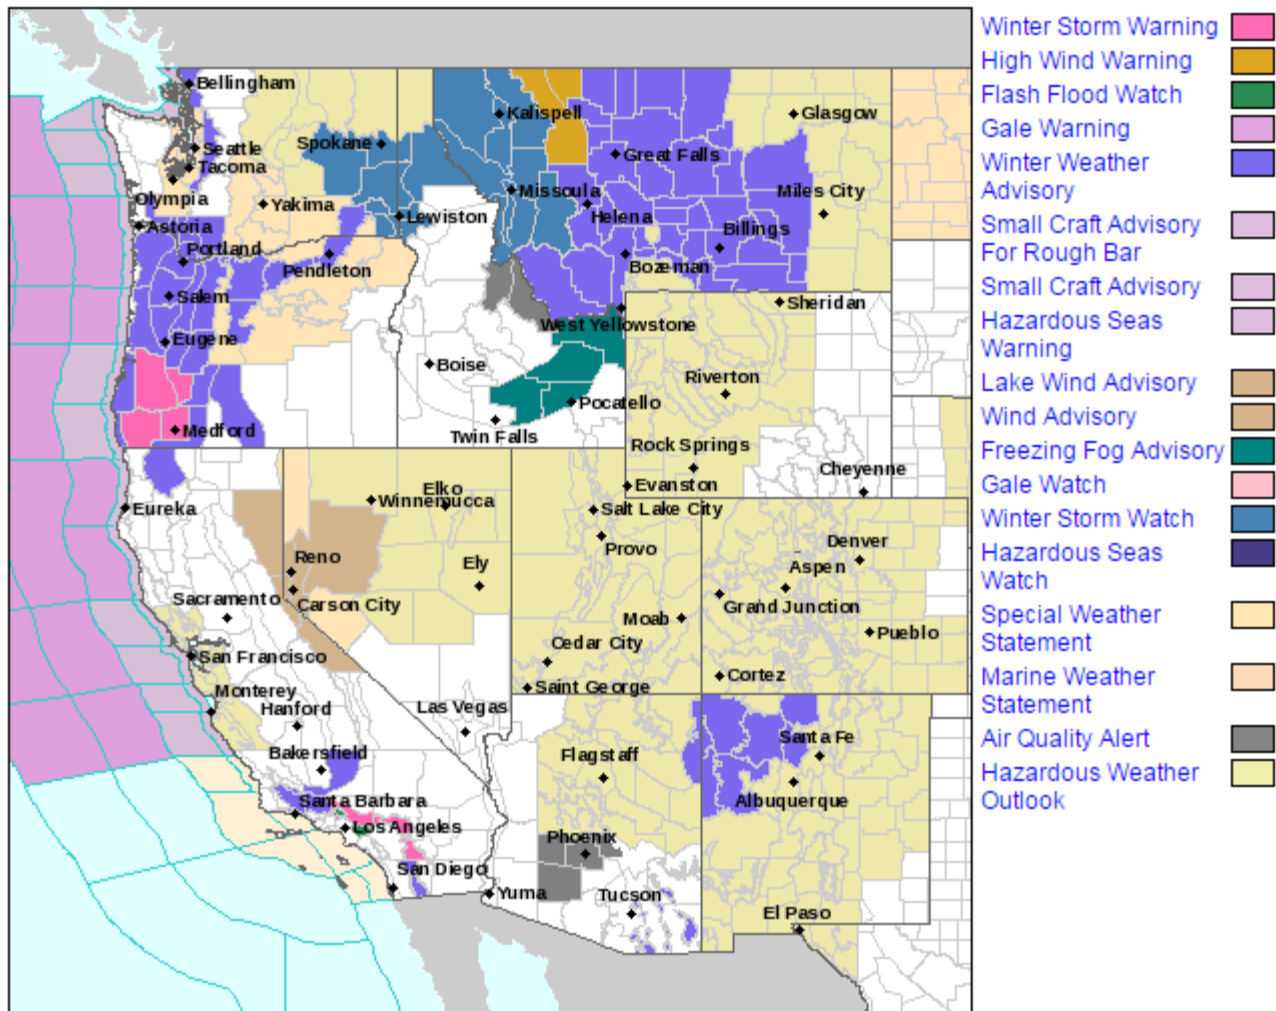 Bellingham
Seattle
Tacoma
Olympia
Spokane
Yakima
Lewiston
Astoria
Portland
Pendleton
Salem
Eugene
Medford
Kalispell
Great Falls
Glasgow
Missoula
Helena
Miles City
Billings
Bozeman
West Yellowstone
Sheridan
Boise
Pocatello
Twin Falls
Riverton
Rock Springs
Cheyenne
Evanston
Eureka
Elko
Winnemucca
Salt Lake City
Provo
Reno
Ely
Carson City
Sacramento
San Francisco
Denver
Aspen
Grand Junction
Pueblo
Moab
Cedar City
Cortez
Saint George
Monterey
Hanford
Las Vegas
Bakersfield
Santa Barbara
Los Angeles
San Diego
Yuma
Flagstaff
Phoenix
Tucson
Santa Fe
Albuquerque
El Paso
Winter Storm Warning
High Wind Warning
Flash Flood Watch
Gale Warning
Winter Weather
Advisory
Small Craft Advisory
For Rough Bar
Small Craft Advisory
Hazardous Seas
Warning
Lake Wind Advisory
Wind Advisory
Freezing Fog Advisory
Gale Watch
Winter Storm Watch
Hazardous Seas
Watch
Special Weather
Statement
Marine Weather
Statement
Air Quality Alert
Hazardous Weather
Outlook